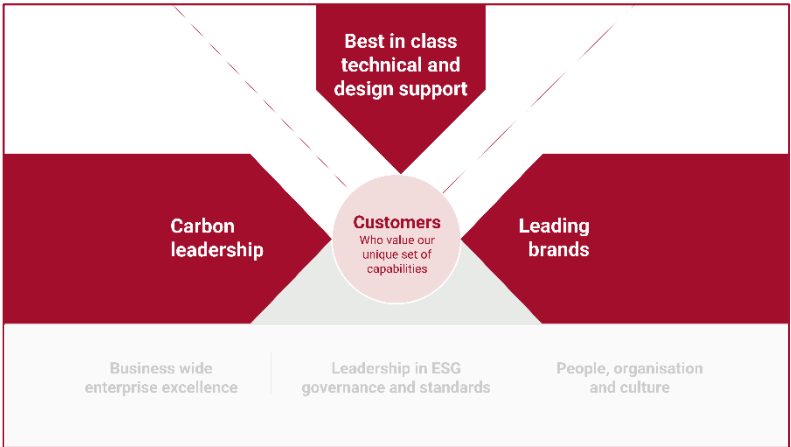 Best in class
technical and
design support
Carbon
leadership
Customers
Who value our
unique set of
capabilities
Leading
brands
Business wide
enterprise excellence
Leadership in ESG
governance and standards
People, organisation
and culture